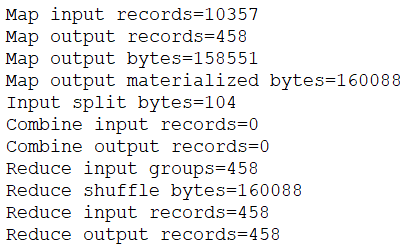 Map input records=10357
Map output records=458
Map output bytes=158551
Map output materialized bytes=160088
Input split bytes=104
Combine input records=0
Combine output records=0
Reduce input groups=458
Reduce shuffle bytes=160088
Reduce input records=458
Reduce output records=458